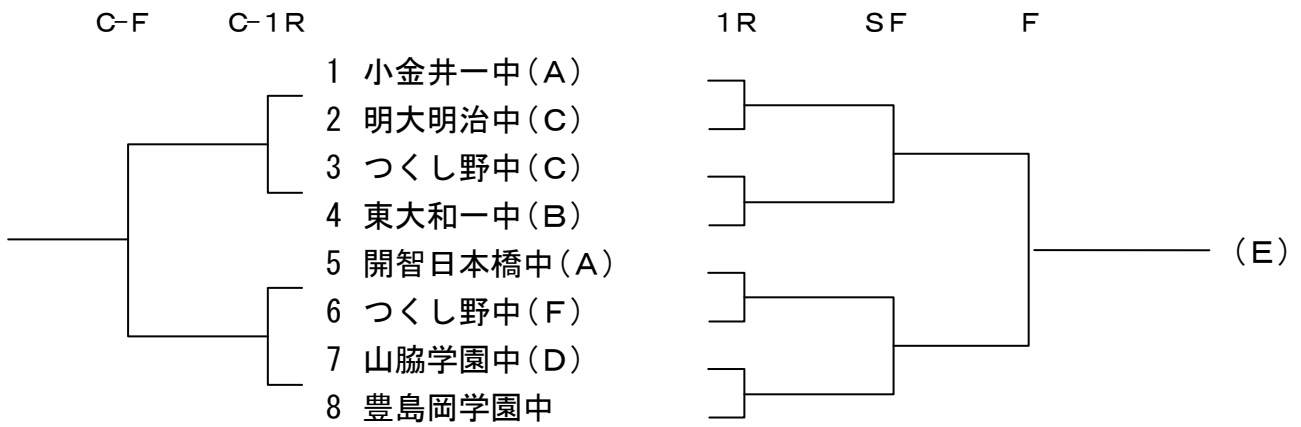 C-F C-1R 1R SF F
1 小金井一中(A)
2 明大明治中(C)
3 つくし野中(C)
4 東大和一中(B)
5 開智日本橋中(A)
(E)
6 つくし野中(F)
7 山脇学園中(D)
8 豊島岡学園中